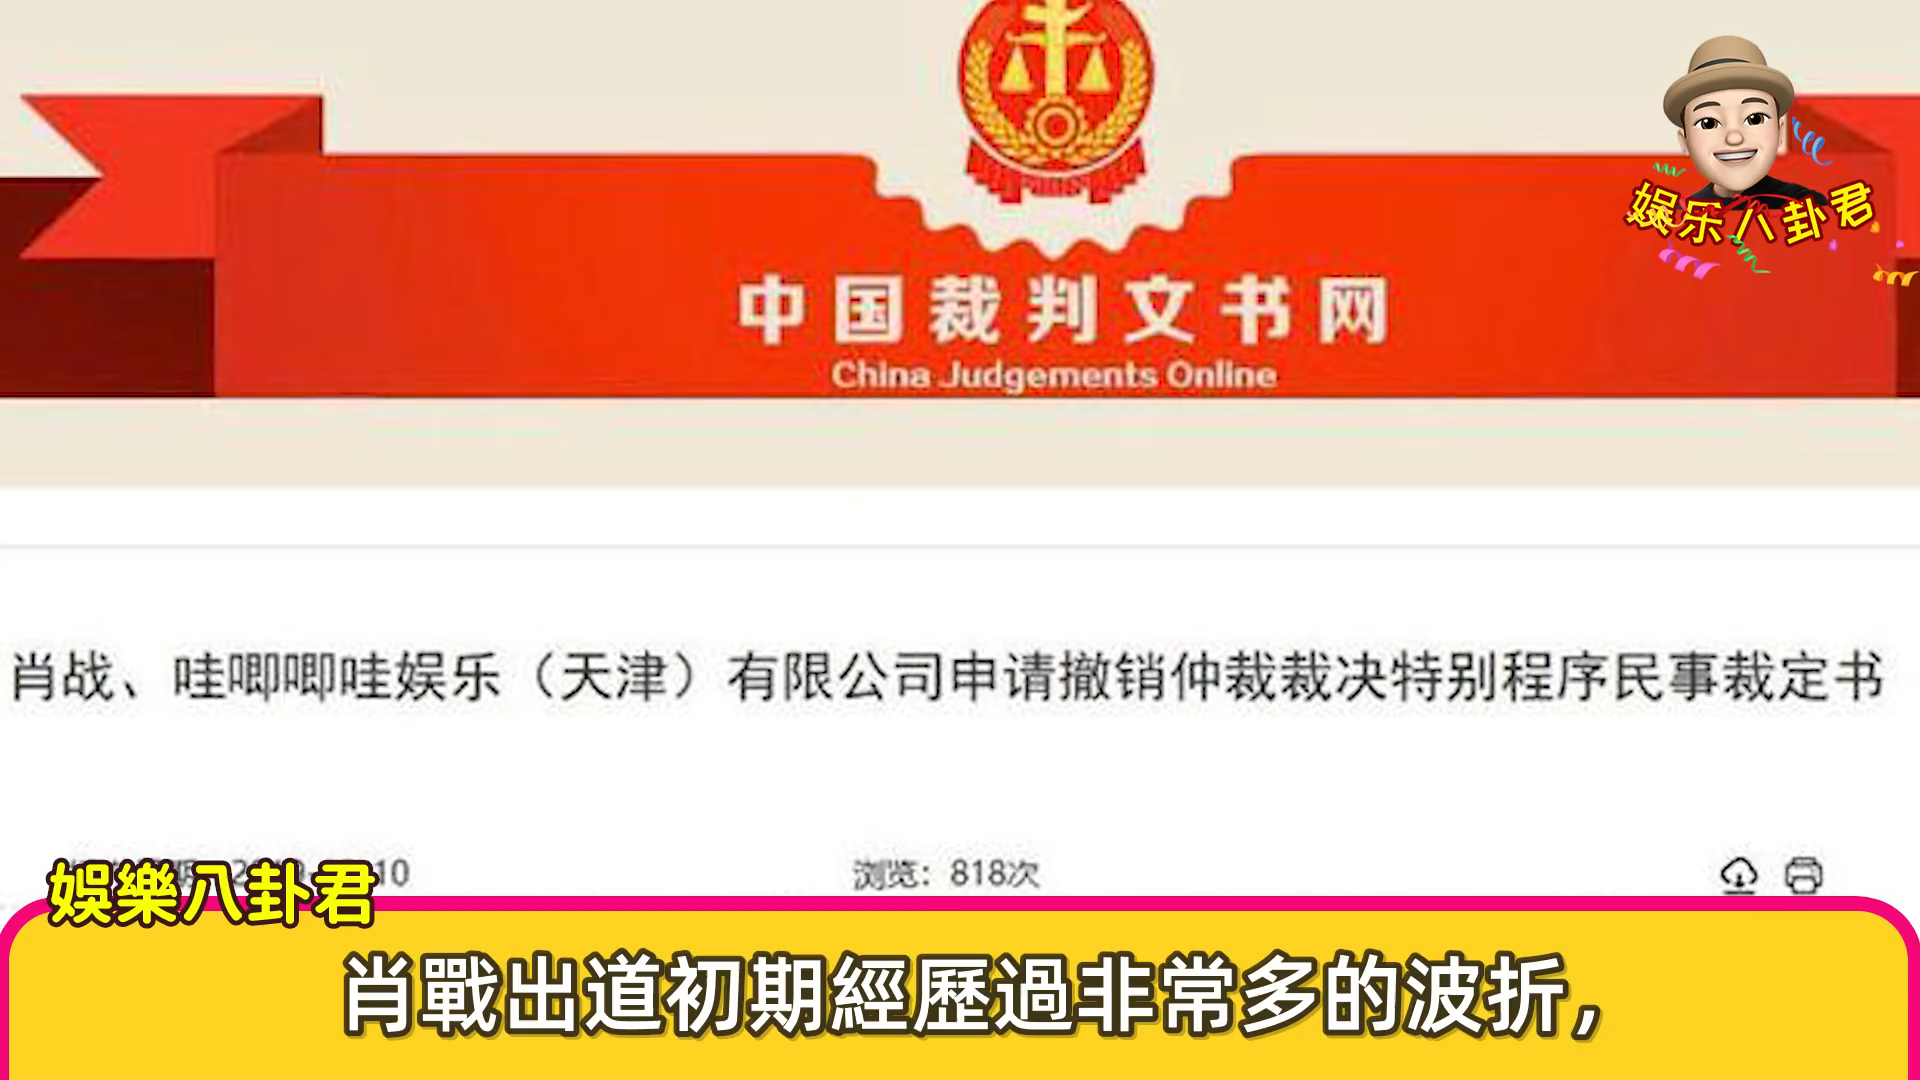 娱乐八卦君
中国裁判文书网
China Judgements Online
肖战、哇唧唧哇娱乐（天津）有限公司申请撤销仲裁裁决特别程序民事裁定书
10
浏览：818次
娛樂八卦君
肖戰出道初期經歷過非常多的波折，